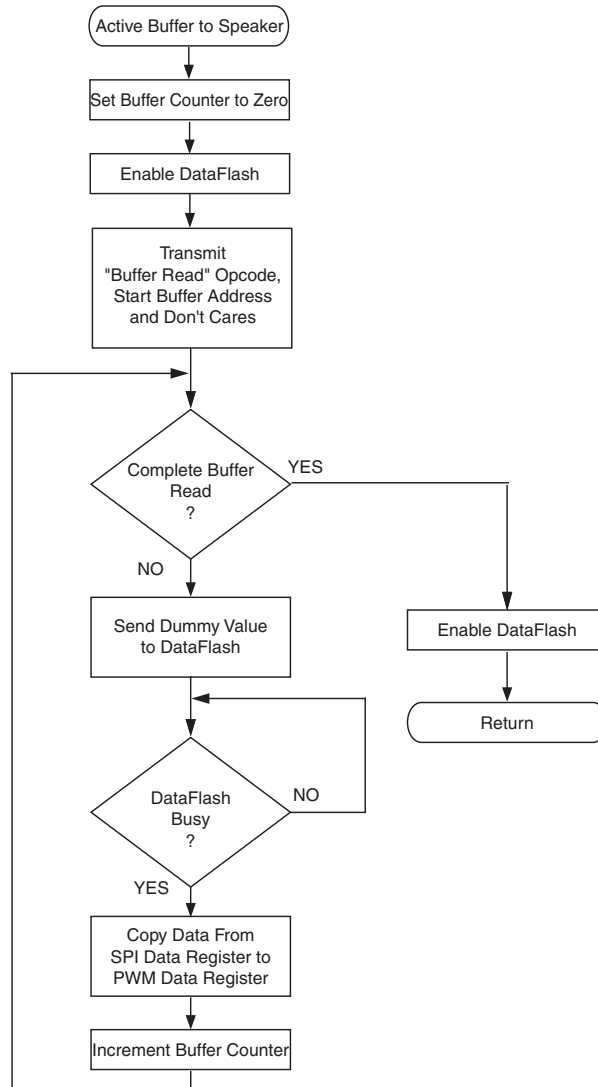 Active Buffer to Speaker
Set Buffer Counter to Zero
Enable DataFlash
Transmit
"Buffer Read" Opcode,
Start Buffer Address
and Don't Cares
Complete Buffer
Read
?
YES
NO
Send Dummy Value
to DataFlash
Enable DataFlash
Return
DataFlash
Busy
?
NO
YES
Copy Data From
SPI Data Register to
PWM Data Register
Increment Buffer Counter